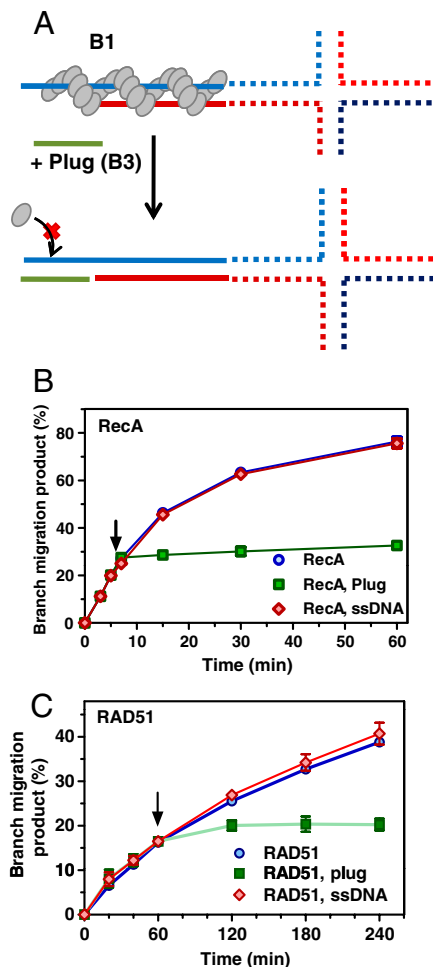 A
B1
+ Plug (B3)
B
Branch migration product (%)
80
60
40
20
0
RecA
RecA
RecA, Plug
RecA, ssDNA
0 10 20 30 40 50 60
Time (min)
C
Branch migration
product (%)
40
30
20
10
0
RAD51
RAD51
RAD51, plug
RAD51, ssDNA
0 60 120 180 240
Time (min)